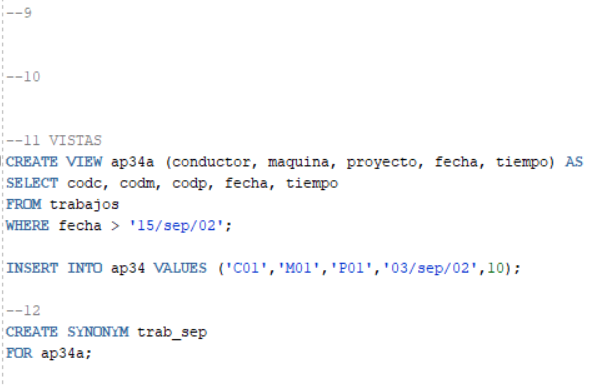 --9
--10
--11 VISTAS
CREATE VIEW ap34a (conductor, maquina, proyecto, fecha, tiempo) AS
SELECT codc, codm, codp, fecha, tiempo
FROM trabajos
WHERE fecha > '15/sep/02';
INSERT INTO ap34 VALUES ('C01','M01','P01','03/sep/02',10);
--12
CREATE SYNONYM trab_sep
FOR ap34a;